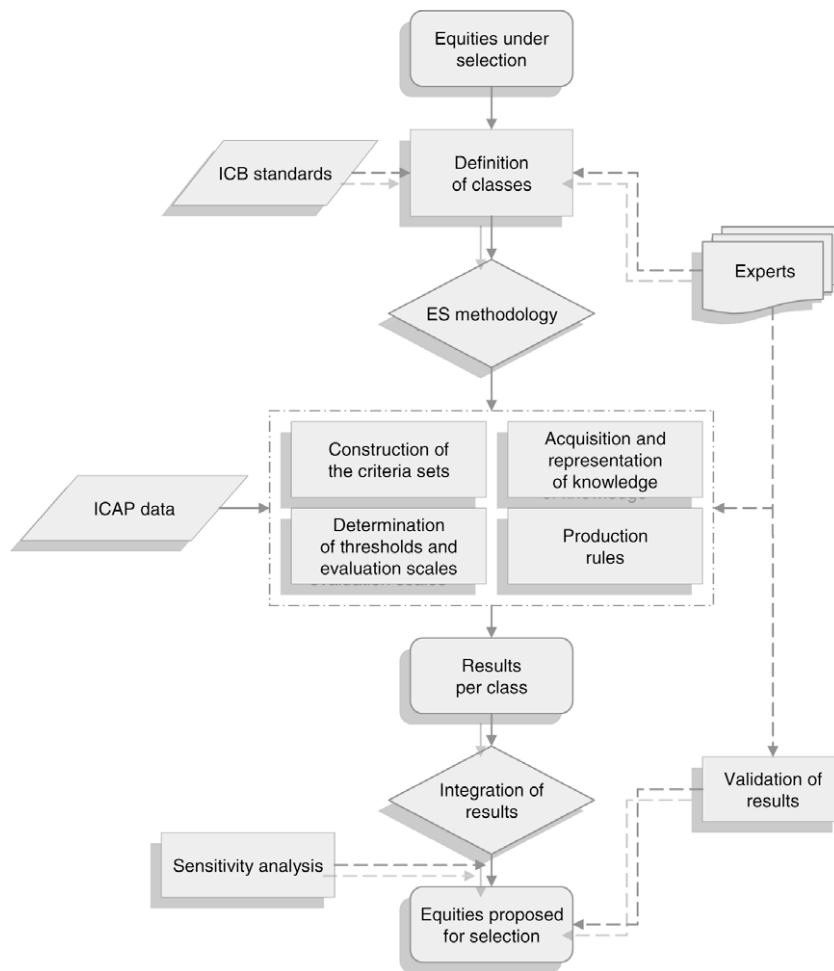 Equities under
selection
ICB standards
Definition
of classes
Experts
ES methodology
Construction of
the criteria sets
Acquisition and
representation
of knowledge
ICAP data
Determination
of thresholds and
evaluation scales
Production
rules
Results
per class
Integration of
results
Validation of
results
Sensitivity analysis
Equities proposed
for selection